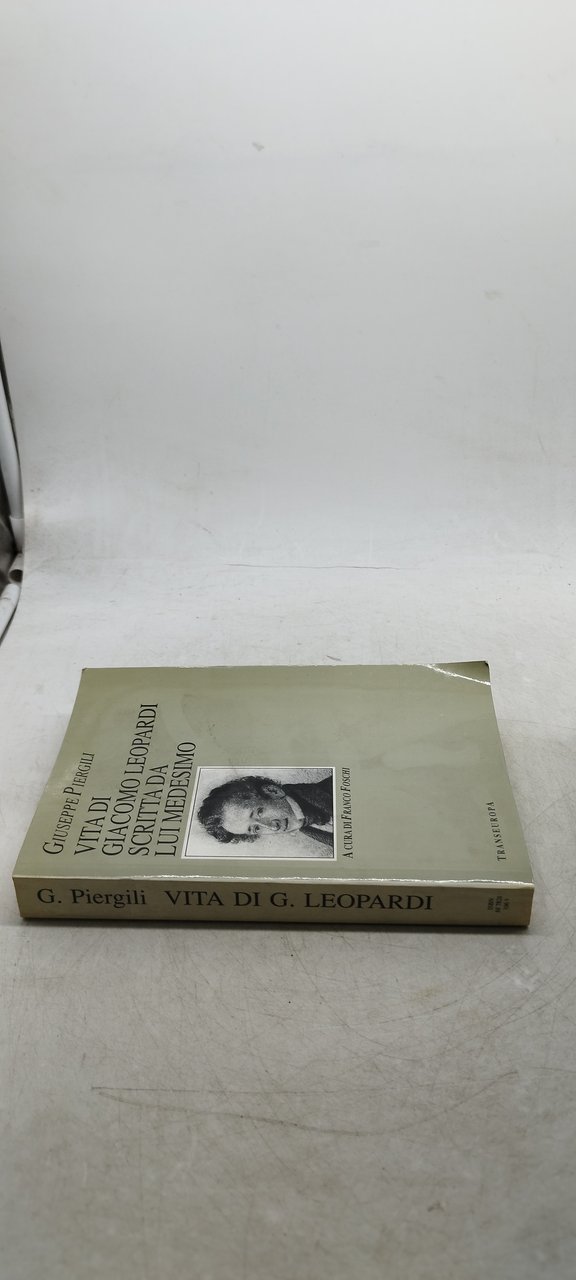 GIUSEPPE PIERGILI
VITA DI
GIACOMO LEOPARDI
SCRITTA DA
LUI MEDESIMO
A CURA DI FRANCO FOSCHI
TRANSEUROPA
G. Piergili VITA DI G. LEOPARDI